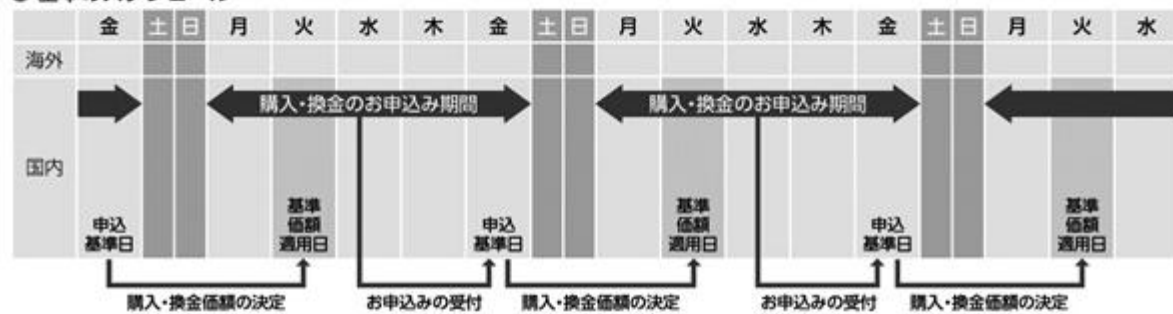 金 土 日 月 火 水 木 金 土 日 月 火 水 木 金 土 日 月 火 水
海外
購入・換金のお申込み期間 購入・換金のお申込み期間
国内
申込
基準日
基準
価額
適用日
申込
基準日
基準
価額
適用日
申込
基準日
基準
価額
適用日
購入・換金価額の決定 お申込みの受付 購入・換金価額の決定 お申込みの受付 購入・換金価額の決定